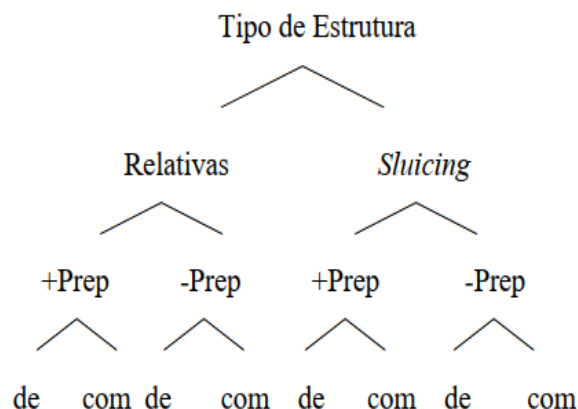 Tipo de Estrutura
Relativas Sluicing
+Prep -Prep +Prep -Prep
de com de com de com de com